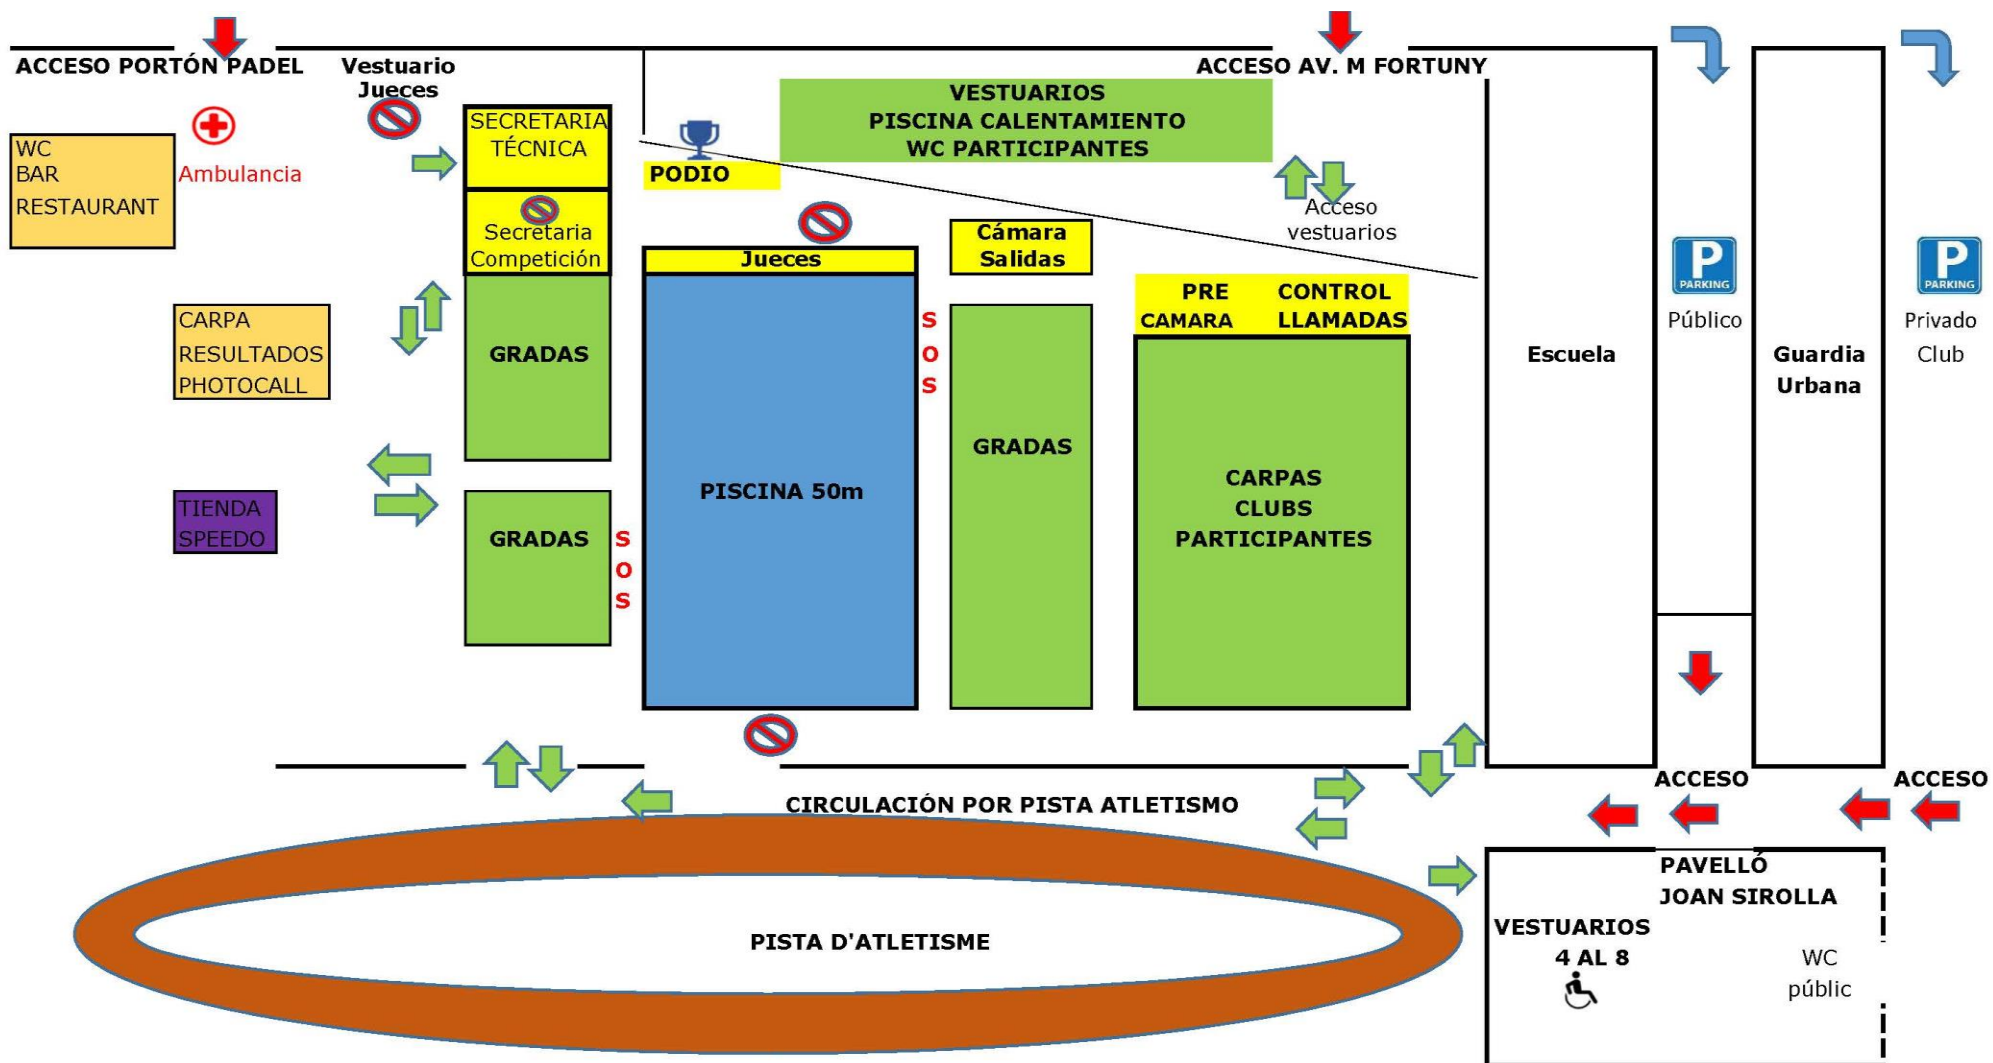 ACCESO PORTÓN PADEL
Vestuario
Jueces
ACCESO AV. M FORTUNY
WC
BAR
RESTAURANT
Ambulancia
SECRETARIA
TÉCNICA
Secretaria
Competición
PODIO
VESTUARIOS
PISCINA CALENTAMIENTO
WC PARTICIPANTES
Acceso
vestuarios
Jueces
Cámara
Salidas
PRE CAMARA
CONTROL LLAMADAS
CARPA
RESULTADOS
PHOTOCALL
GRADAS
S
O
S
GRADAS
Escuela
P
PARKING
Público
Guardia
Urbana
P
PARKING
Privado
Club
TIENDA
SPEEDO
GRADAS
S
O
S
PISCINA 50m
CARPAS
CLUBS
PARTICIPANTES
ACCESO
ACCESO
CIRCULACIÓN POR PISTA ATLETISMO
PISTA D'ATLETISME
PAVELLÓ
JOAN SIROLLA
VESTUARIOS
4 AL 8
WC
públic